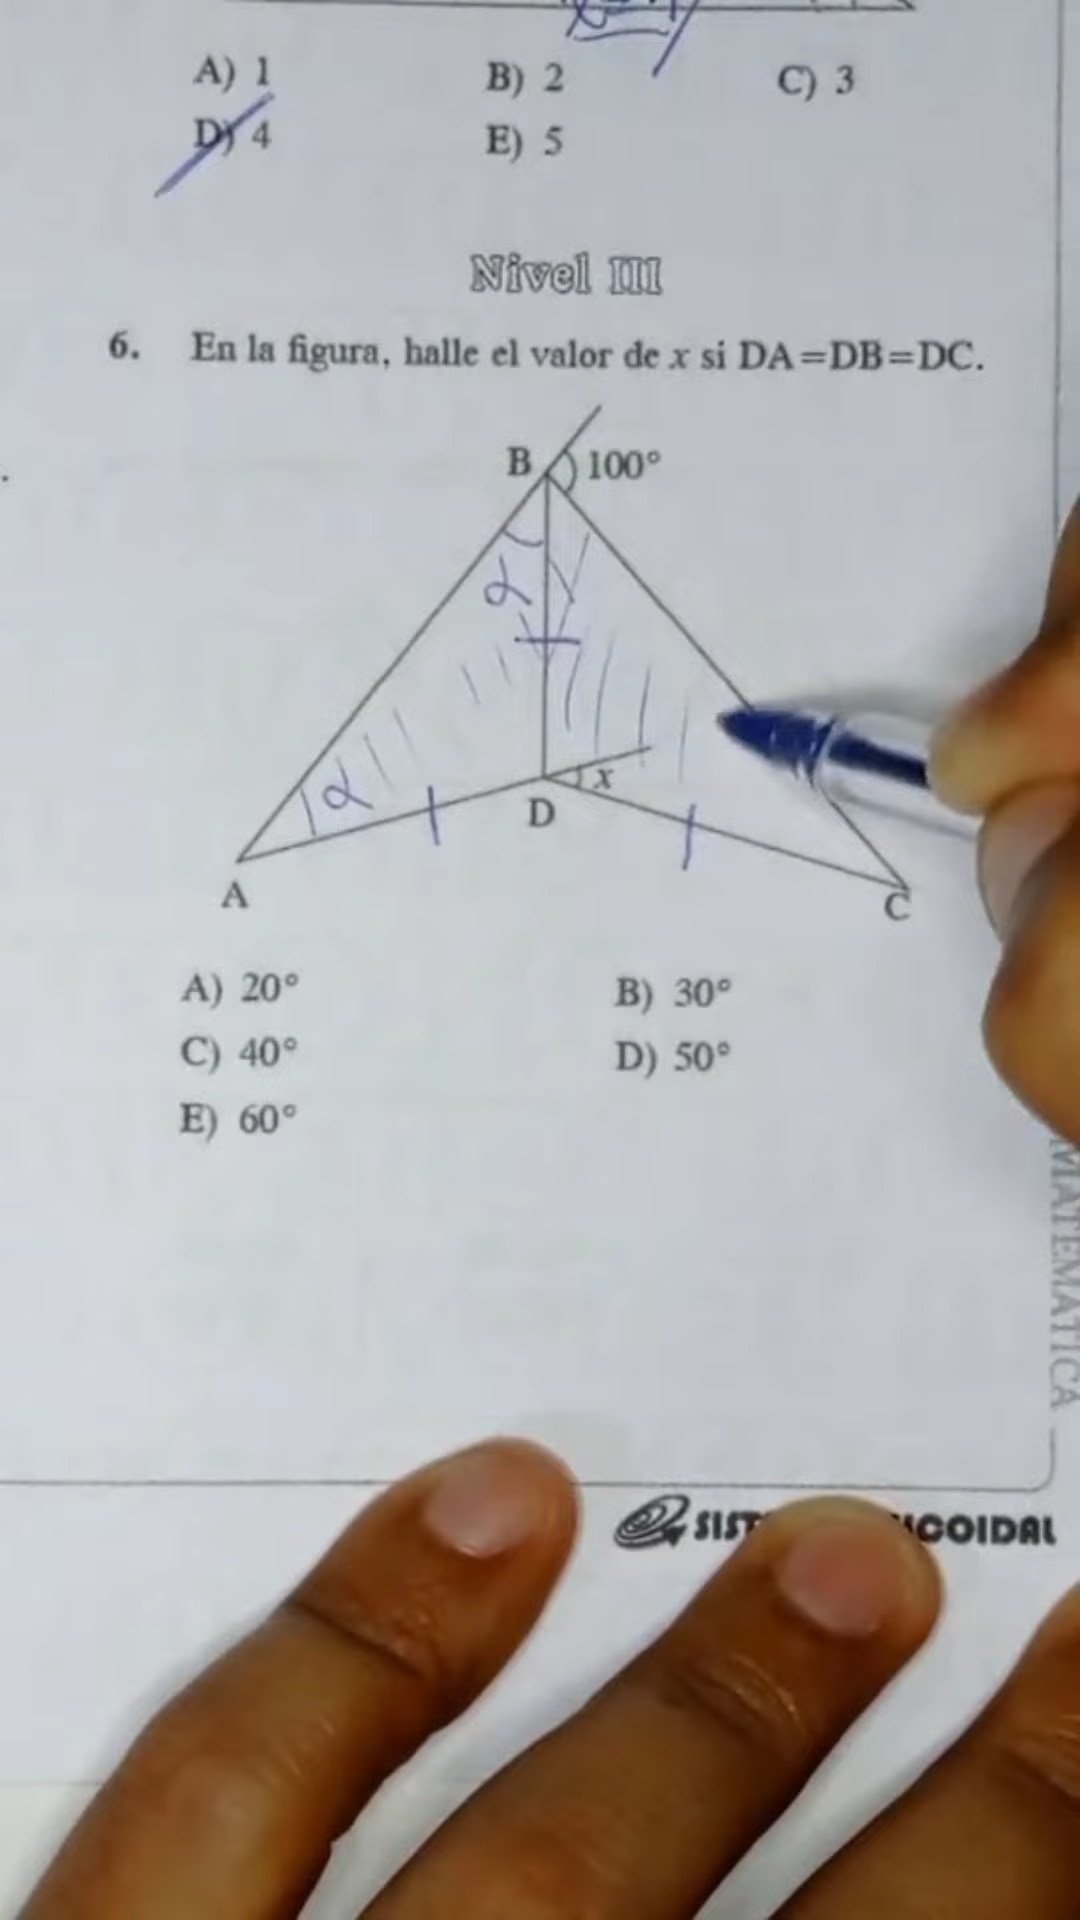 A) 1 B) 2 C) 3
D) 4 E) 5
Nivel III
6. En la figura, halle el valor de x si DA=DB=DC.
B 100°
α
α
x
D
A
C
A) 20° B) 30°
C) 40° D) 50°
E) 60°
MATEMÁTICA